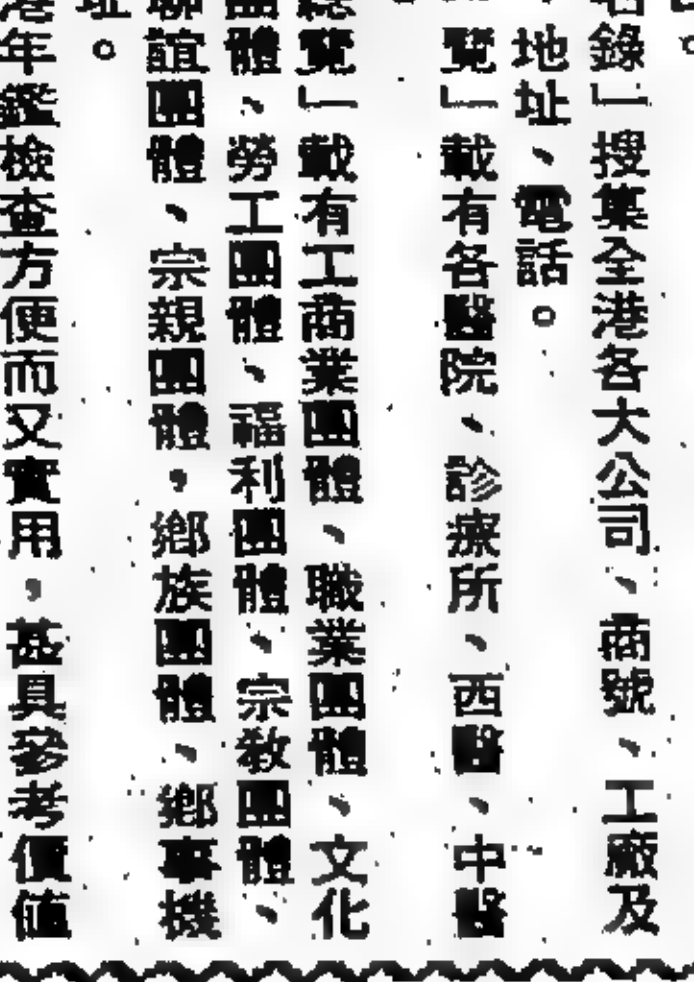 。
名錄」搜集全港各大公司、商號、工廠及
地址、電話。
覽」載有各醫院、診療所、西醫、中醫
總覽」載有工商業團體、職業團體、文化
團體、勞工團體、福利團體、宗教團體、
聯誼團體、宗親團體，鄉族團體、鄉事機
址。
港年鑑檢查方便而又實用，甚具參考價值